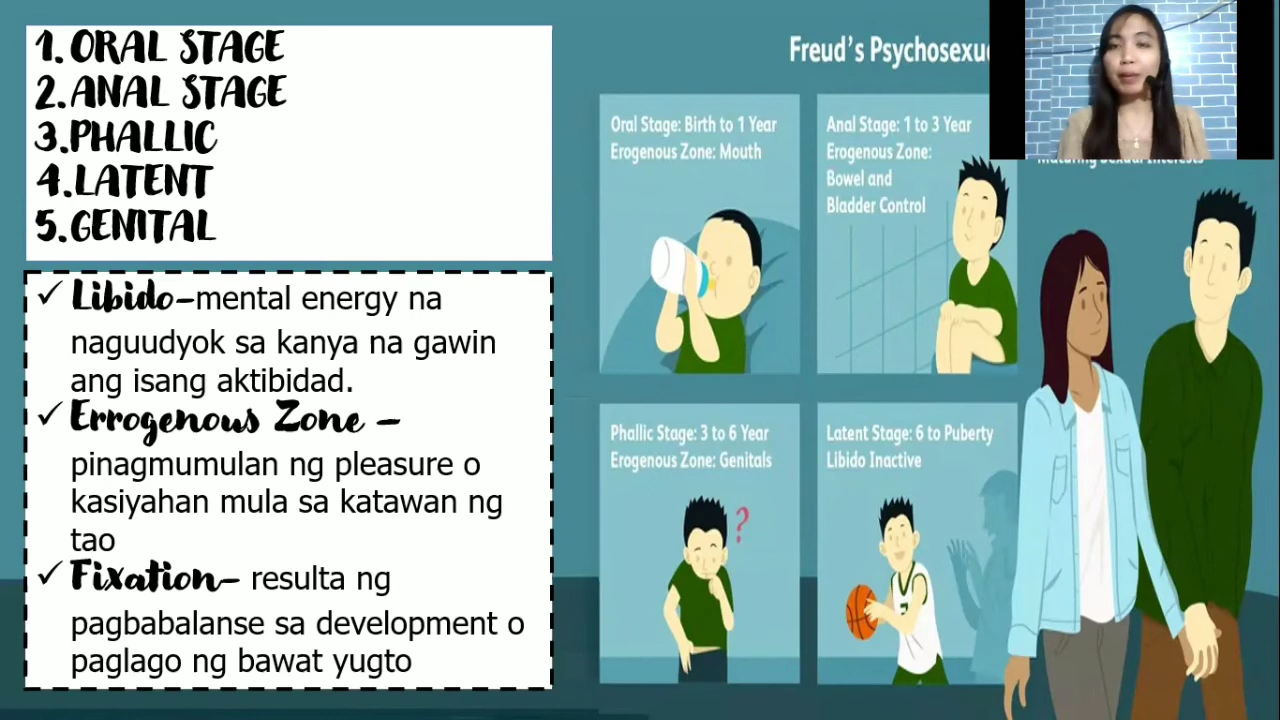 1. ORAL STAGE
2. ANAL STAGE
3. PHALLIC
4. LATENT
5. GENITAL
✓ Libido-mental energy na
naguudyok sa kanya na gawin
ang isang aktibidad.
✓ Errogenous Zone –
pinagmumulan ng pleasure o
kasiyahan mula sa katawan ng
tao
✓ Fixation– resulta ng
pagbabalanse sa development o
paglago ng bawat yugto
Freud's
Oral Stage: Birth to 1 Year
Erogenous Zone: Mouth
Anal Stage: 1 to 3 Year
Erogenous Zone:
Bowel and
Bladder Control
Maturing Sexual Interests
Phallic Stage: 3 to 6 Year
Erogenous Zone: Genitals
?
Latent Stage: 6 to Puberty
Libido Inactive